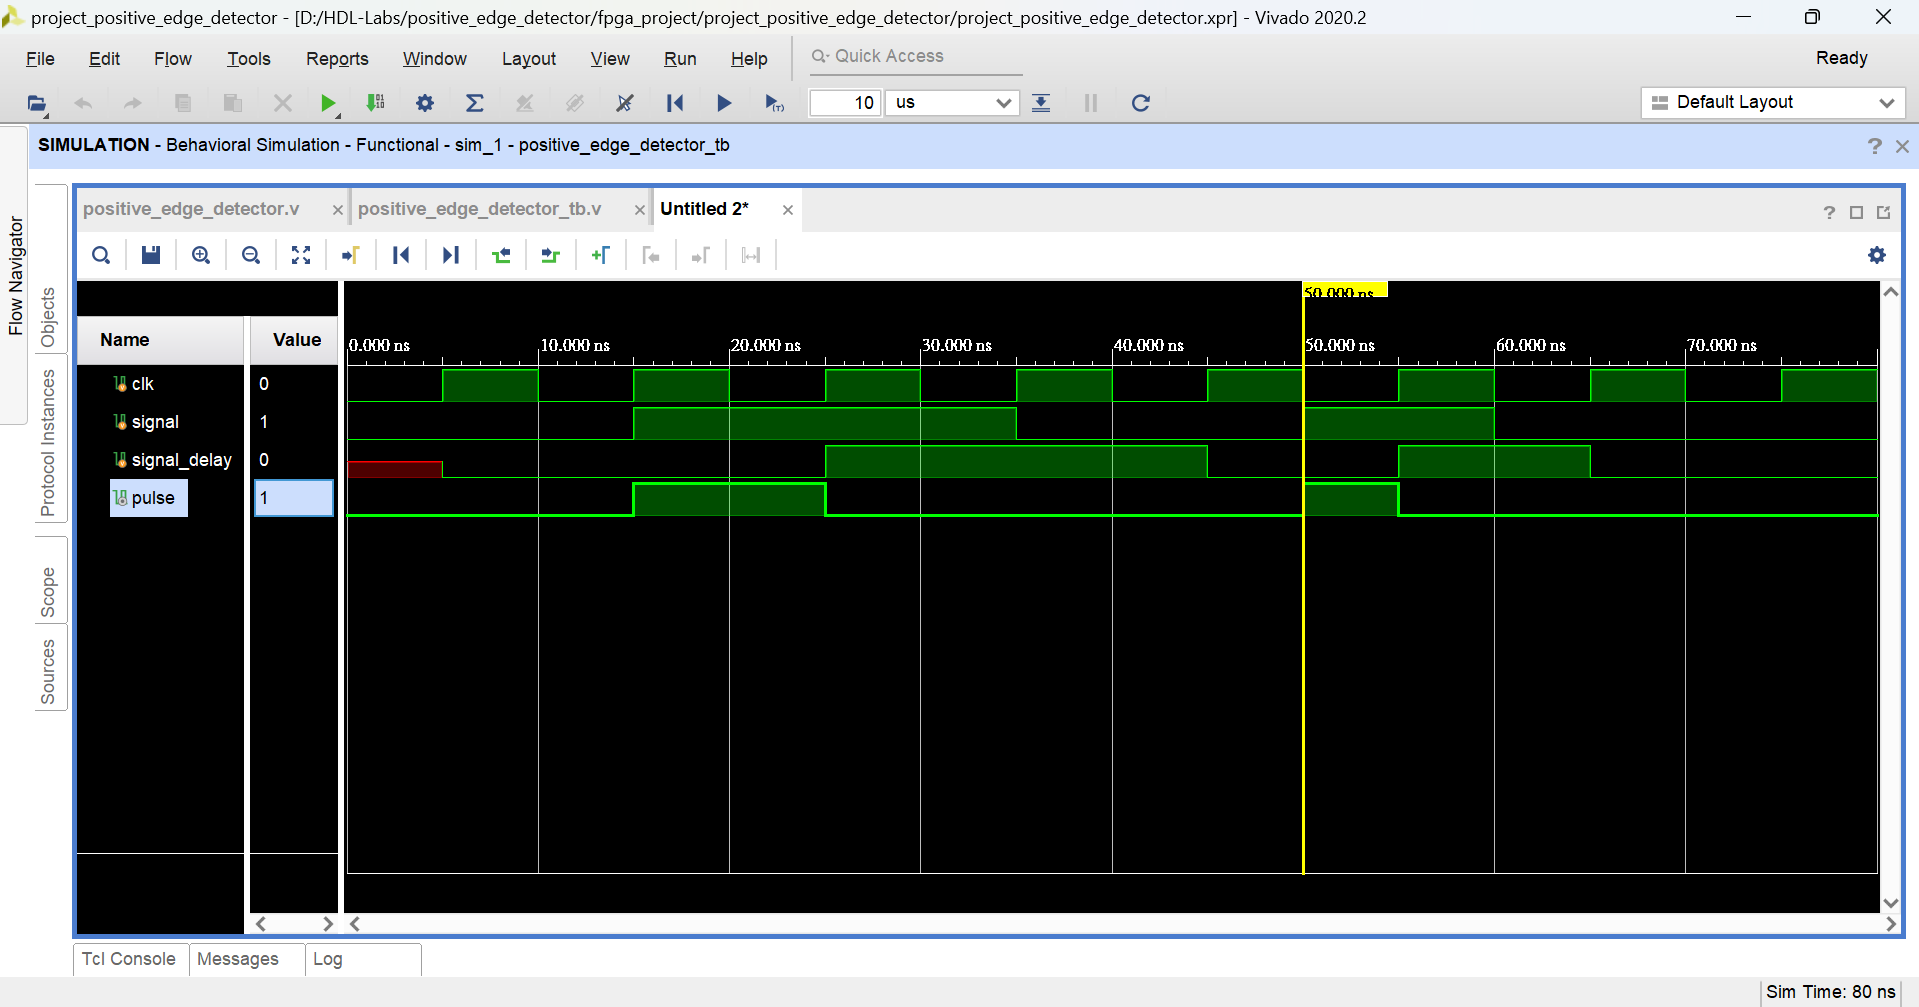 project_positive_edge_detector - [D:/HDL-Labs/positive_edge_detector/fpga_project/project_positive_edge_detector/project_positive_edge_detector.xpr] - Vivado 2020.2
File Edit Flow Tools Reports Window Layout View Run Help Quick Access Ready
10 us Default Layout
SIMULATION - Behavioral Simulation - Functional - sim_1 - positive_edge_detector_tb
Flow Navigator
Objects
Protocol Instances
Scope
Sources
positive_edge_detector.v positive_edge_detector_tb.v Untitled 2*
50.000 ns
Name Value
0.000 ns 10.000 ns 20.000 ns 30.000 ns 40.000 ns 50.000 ns 60.000 ns 70.000 ns
clk 0
signal 1
signal_delay 0
pulse 1
Tcl Console Messages Log
Sim Time: 80 ns